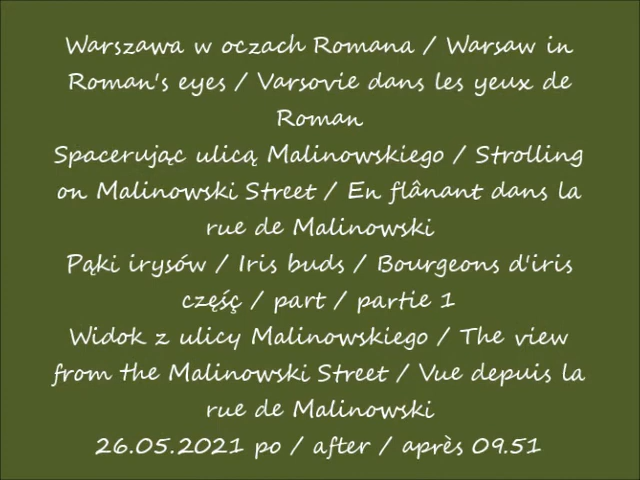 Warszawa w oczach Romana / Warsaw in
Roman's eyes / Varsovie dans les yeux de
Roman
Spacerując ulicą Malinowskiego / Strolling
on Malinowski Street / En flânant dans la
rue de Malinowski
Pąki irysów / Iris buds / Bourgeons d'iris
część / part / partie 1
Widok z ulicy Malinowskiego / The view
from the Malinowski Street / Vue depuis la
rue de Malinowski
26.05.2021 po / after / après 09.51